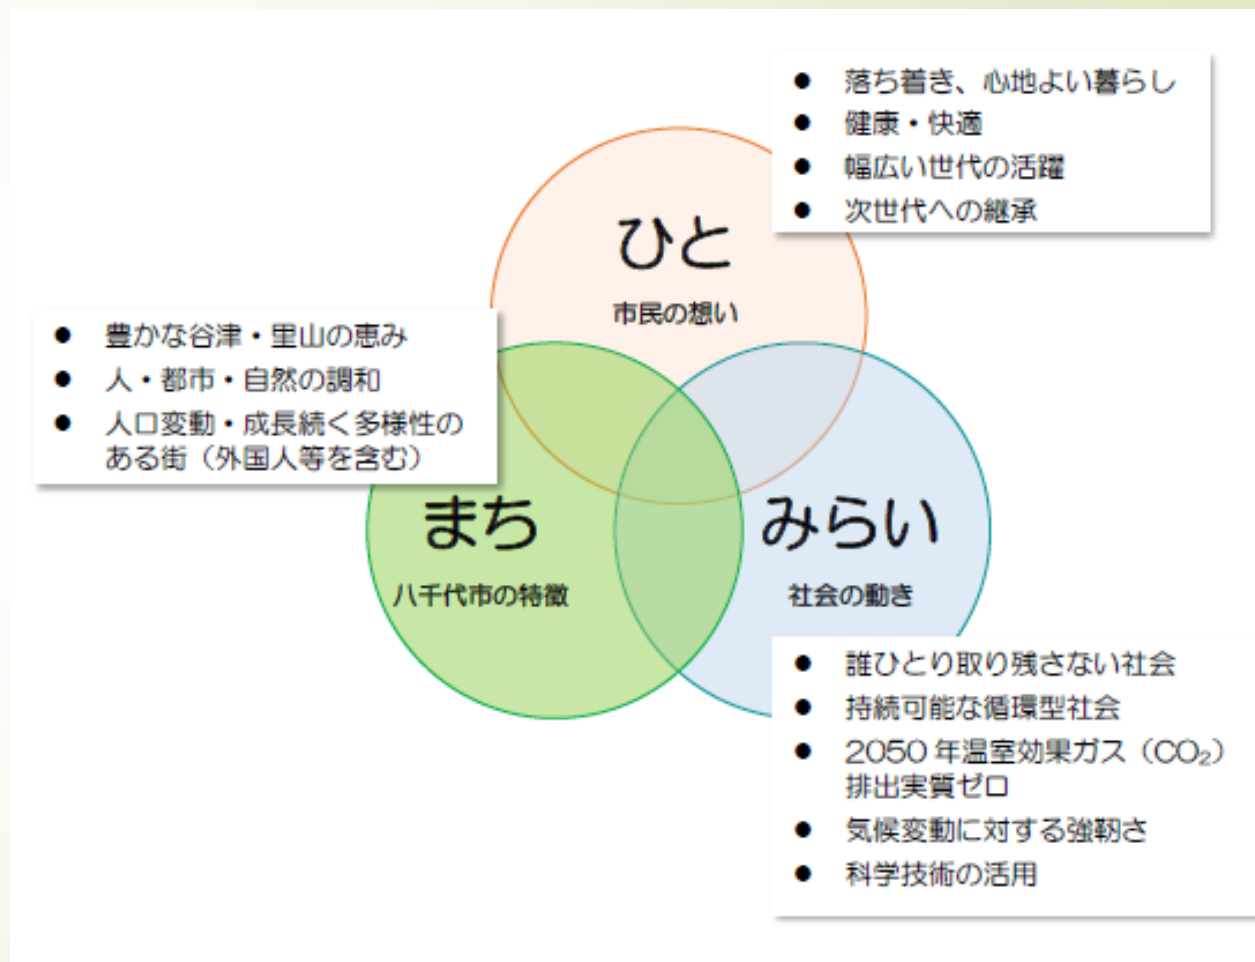 ● 落ち着き、心地よい暮らし
● 健康・快適
● 幅広い世代の活躍
● 次世代への継承
ひと
市民の想い
● 豊かな谷津・里山の恵み
● 人・都市・自然の調和
● 人口変動・成長続く多様性の
ある街（外国人等を含む）
まち
八千代市の特徴
みらい
社会の動き
● 誰ひとり取り残さない社会
● 持続可能な循環型社会
● 2050 年温室効果ガス（CO₂）
排出実質ゼロ
● 気候変動に対する強靭さ
● 科学技術の活用